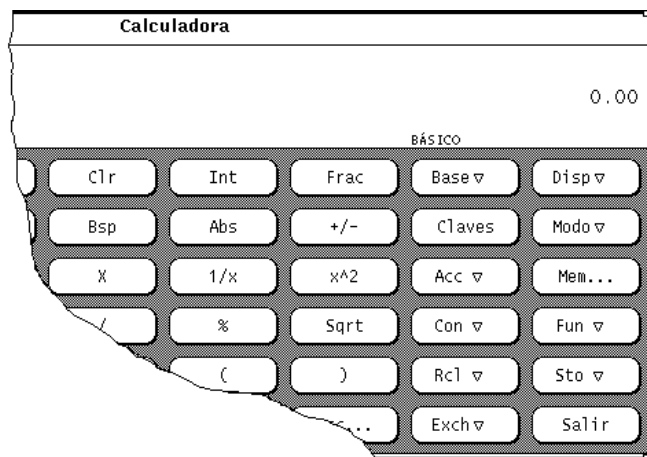 Calculadora
0.00
BÁSICO
Clr Int Frac Base Disp
Bsp Abs +/- Claves Modo
X 1/x x^2 Acc Mem...
/ % Sqrt Con Fun
( ) Rcl Sto
Exch Salir